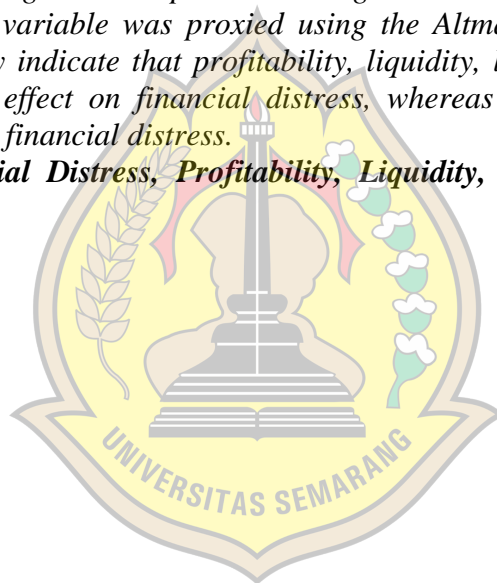 variable was proxied using the Altma
indicate that profitability, liquidity, l
effect on financial distress, whereas
financial distress.
ial Distress, Profitability, Liquidity,
UNIVERSITAS SEMARANG